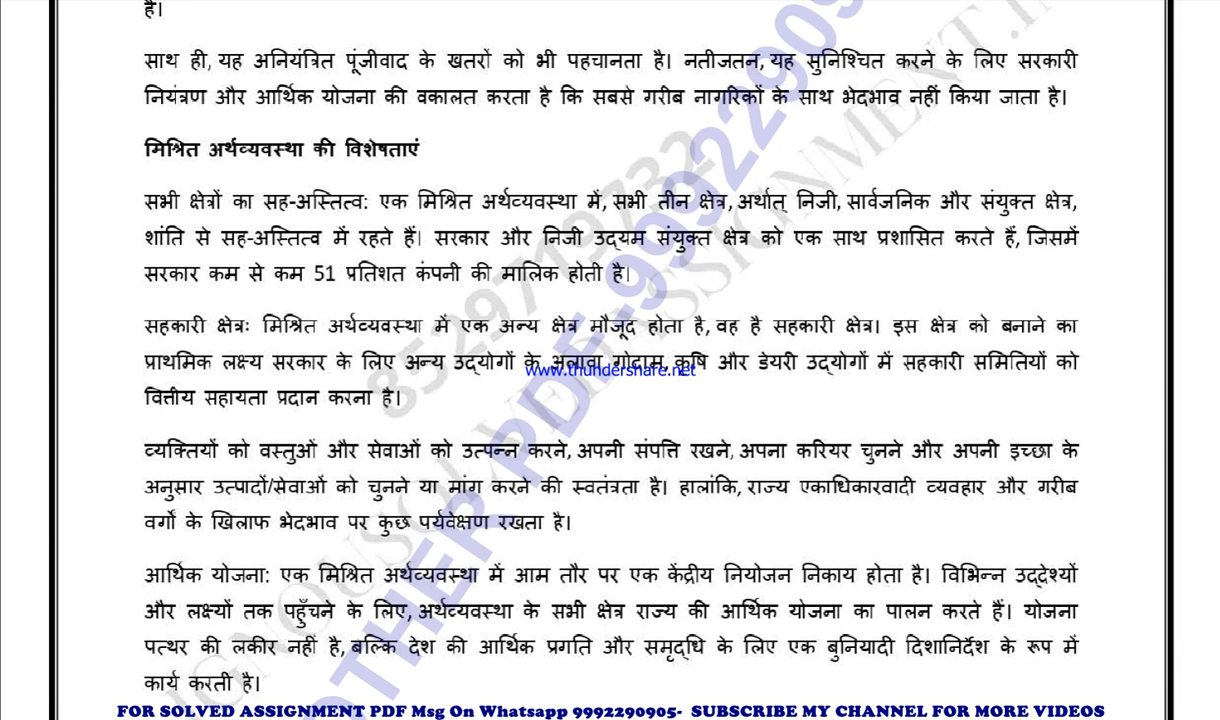 है।
साथ ही, यह अनियंत्रित पूंजीवाद के खतरों को भी पहचानता है। नतीजतन, यह सुनिश्चित करने के लिए सरकारी
नियंत्रण और आर्थिक योजना की वकालत करता है कि सबसे गरीब नागरिकों के साथ भेदभाव नहीं किया जाता है।
मिश्रित अर्थव्यवस्था की विशेषताएं
सभी क्षेत्रों का सह-अस्तित्व: एक मिश्रित अर्थव्यवस्था में, सभी तीन क्षेत्र, अर्थात् निजी, सार्वजनिक और संयुक्त क्षेत्र,
शांति से सह-अस्तित्व में रहते हैं। सरकार और निजी उद्यम संयुक्त क्षेत्र को एक साथ प्रशासित करते हैं, जिसमें
सरकार कम से कम 51 प्रतिशत कंपनी की मालिक होती है।
सहकारी क्षेत्रः मिश्रित अर्थव्यवस्था में एक अन्य क्षेत्र मौजूद होता है, वह है सहकारी क्षेत्र। इस क्षेत्र को बनाने का
प्राथमिक लक्ष्य सरकार के लिए अन्य उद्योगों के अलावा गोदाम, कृषि और डेयरी उद्योगों में सहकारी समितियों को
www.thundershare.net
वित्तीय सहायता प्रदान करना है।
व्यक्तियों को वस्तुओं और सेवाओं को उत्पन्न करने, अपनी संपत्ति रखने, अपना करियर चुनने और अपनी इच्छा के
अनुसार उत्पादों/सेवाओं को चुनने या मांग करने की स्वतंत्रता है। हालांकि, राज्य एकाधिकारवादी व्यवहार और गरीब
वर्गों के खिलाफ भेदभाव पर कुछ पर्यवेक्षण रखता है।
आर्थिक योजना: एक मिश्रित अर्थव्यवस्था में आम तौर पर एक केंद्रीय नियोजन निकाय होता है। विभिन्न उद्देश्यों
और लक्ष्यों तक पहुँचने के लिए, अर्थव्यवस्था के सभी क्षेत्र राज्य की आर्थिक योजना का पालन करते हैं। योजना
पत्थर की लकीर नहीं है, बल्कि देश की आर्थिक प्रगति और समृद्धि के लिए एक बुनियादी दिशानिर्देश के रूप में
कार्य करती है।
8529719732
OTHER PDF-9992290905
IGNOUSOLVEDASSIGNMENT.IN
FOR SOLVED ASSIGNMENT PDF Msg On Whatsapp 9992290905- SUBSCRIBE MY CHANNEL FOR MORE VIDEOS